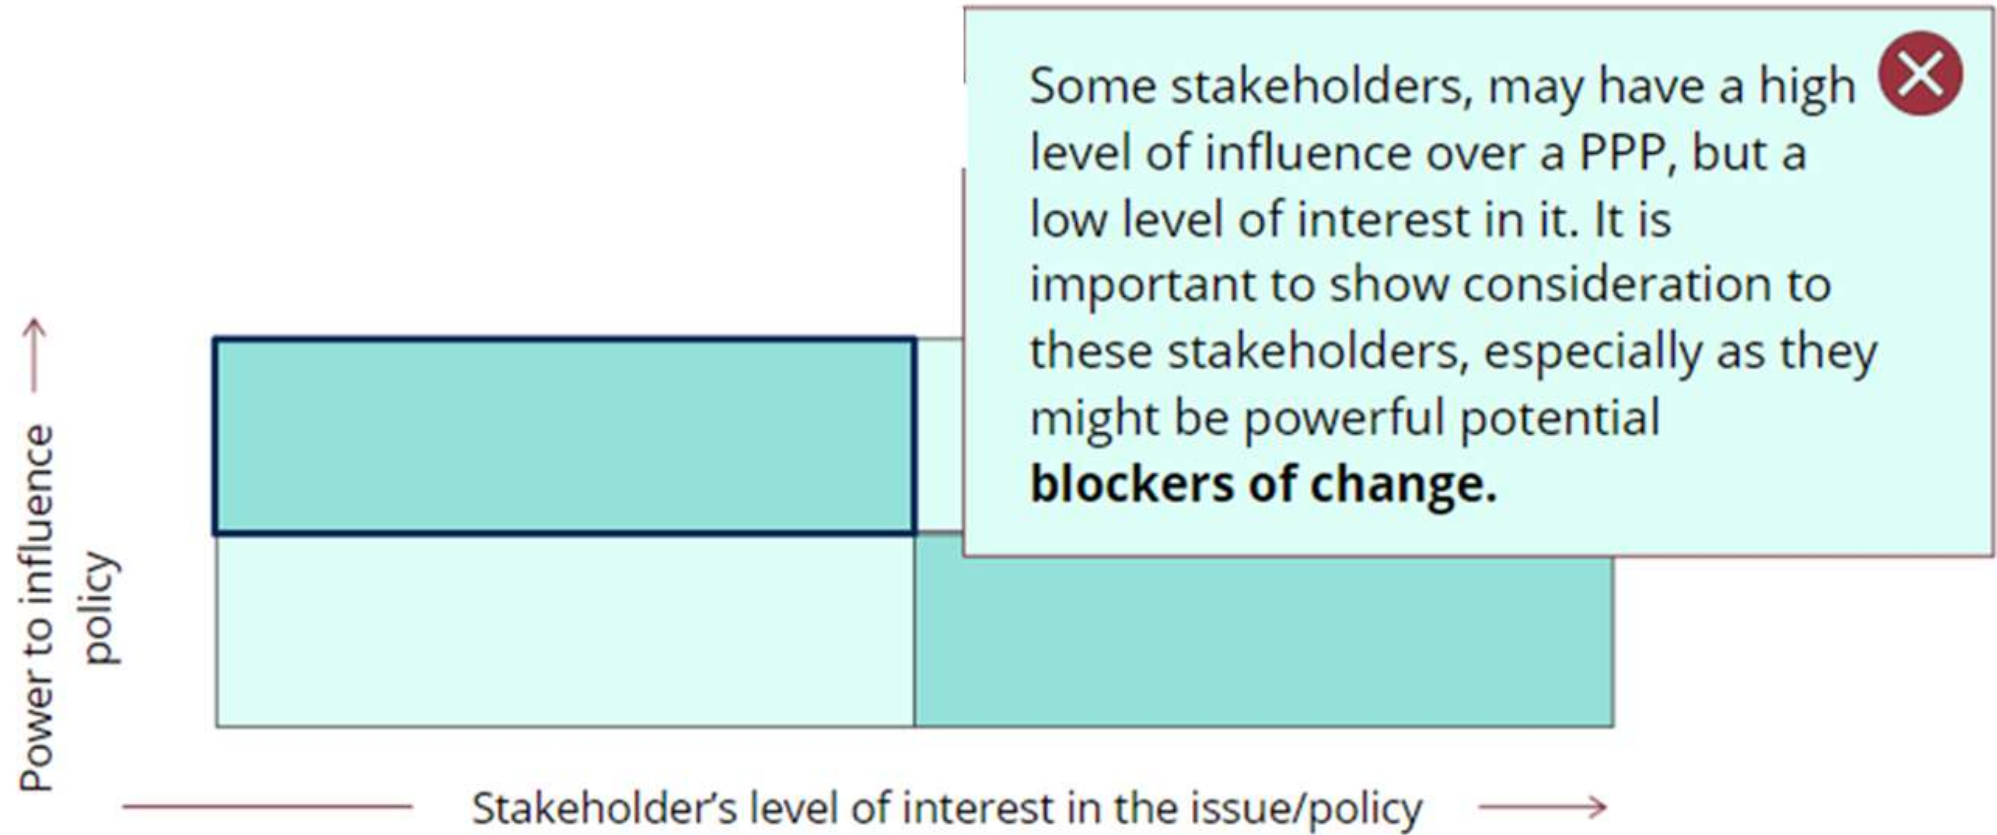 Some stakeholders, may have a high
level of influence over a PPP, but a
low level of interest in it. It is
important to show consideration to
these stakeholders, especially as they
might be powerful potential
blockers of change.
Power to influence
policy
Stakeholder’s level of interest in the issue/policy